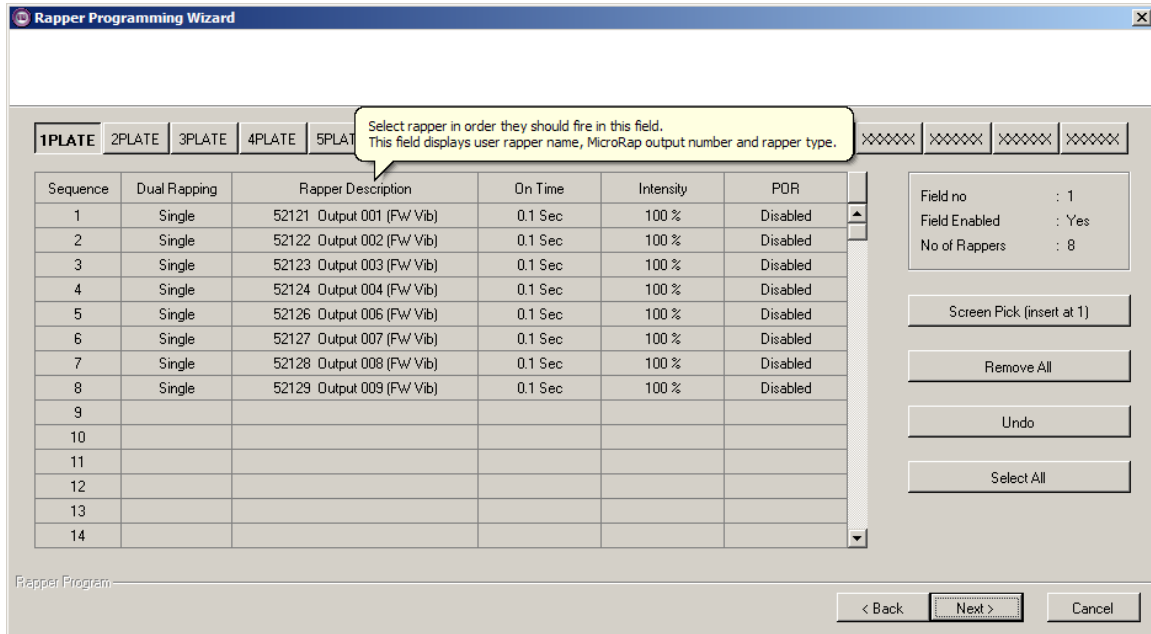 Rapper Programming Wizard
1PLATE 2PLATE 3PLATE 4PLATE 5PLAT XXXXXX XXXXXX XXXXXX XXXXXX
Select rapper in order they should fire in this field.
This field displays user rapper name, MicroRap output number and rapper type.
Sequence Dual Rapping Rapper Description On Time Intensity POR
1 Single 52121 Output 001 (FW Vib) 0.1 Sec 100 % Disabled
2 Single 52122 Output 002 (FW Vib) 0.1 Sec 100 % Disabled
3 Single 52123 Output 003 (FW Vib) 0.1 Sec 100 % Disabled
4 Single 52124 Output 004 (FW Vib) 0.1 Sec 100 % Disabled
5 Single 52126 Output 006 (FW Vib) 0.1 Sec 100 % Disabled
6 Single 52127 Output 007 (FW Vib) 0.1 Sec 100 % Disabled
7 Single 52128 Output 008 (FW Vib) 0.1 Sec 100 % Disabled
8 Single 52129 Output 009 (FW Vib) 0.1 Sec 100 % Disabled
9
10
11
12
13
14
Field no : 1
Field Enabled : Yes
No of Rappers : 8
Screen Pick (insert at 1)
Remove All
Undo
Select All
Rapper Program
< Back Next > Cancel